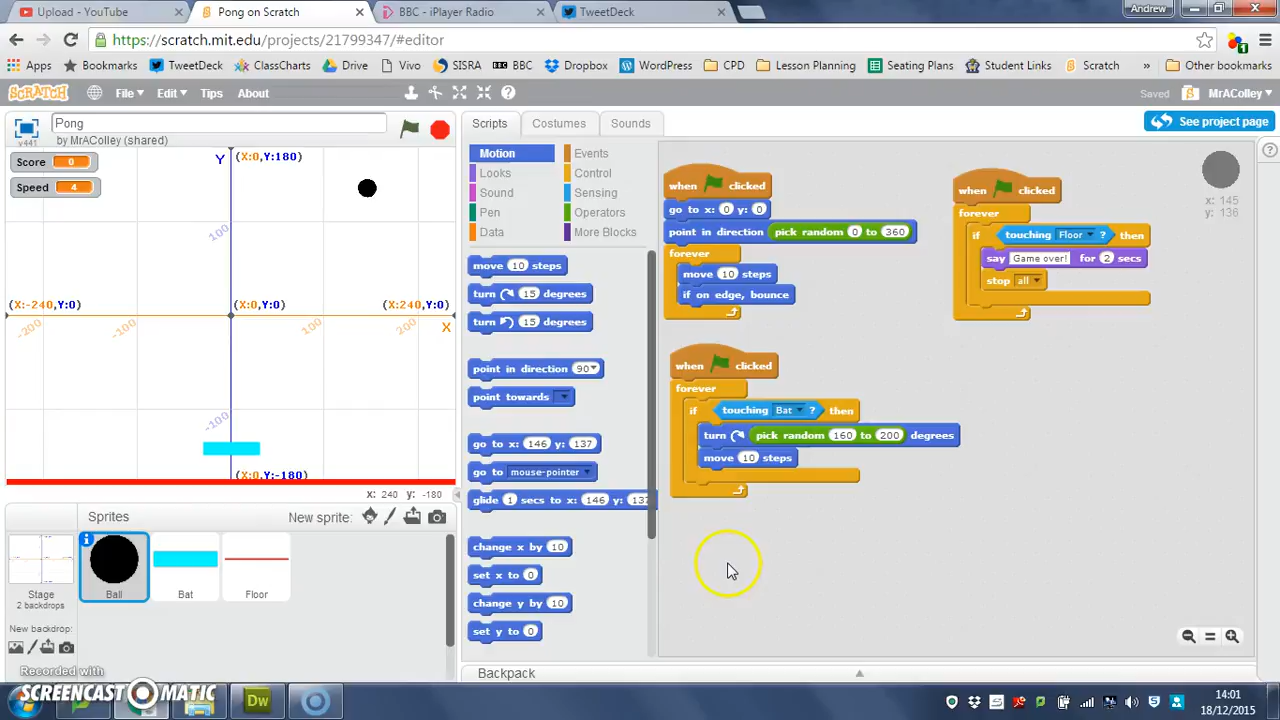 Upload - YouTube
Pong on Scratch
BBC - iPlayer Radio
TweetDeck
Andrew
https://scratch.mit.edu/projects/21799347/#editor
Apps
Bookmarks
TweetDeck
ClassCharts
Drive
Vivo
SISRA
BBC
BBC
Dropbox
WordPress
CPD
Lesson Planning
Seating Plans
Student Links
Scratch
»
Other bookmarks
SCRATCH
File
Edit
Tips
About
Saved
MrAColley
Pong
by MrAColley (shared)
v441
Scripts
Costumes
Sounds
See project page
Score 0
Speed 4
Y
(X:0,Y:180)
100
(X:-240,Y:0)
(X:0,Y:0)
(X:240,Y:0)
-200
-100
100
200
X
-100
(X:0,Y:-180)
x: 240 y: -180
Motion
Looks
Sound
Pen
Data
Events
Control
Sensing
Operators
More Blocks
move 10 steps
turn 15 degrees
turn 15 degrees
point in direction 90
point towards
go to x: 146 y: 137
go to mouse-pointer
glide 1 secs to x: 146 y: 137
change x by 10
set x to 0
change y by 10
set y to 0
when clicked
go to x: 0 y: 0
point in direction pick random 0 to 360
forever
move 10 steps
if on edge, bounce
when clicked
forever
if touching Floor ? then
say Game over! for 2 secs
stop all
x: 145
y: 136
when clicked
forever
if touching Bat ? then
turn pick random 160 to 200 degrees
move 10 steps
Sprites
New sprite:
Stage
2 backdrops
Ball
Bat
Floor
New backdrop:
Backpack
Recorded with
SCREENCAST-O-MATIC
Dw
14:01
18/12/2015